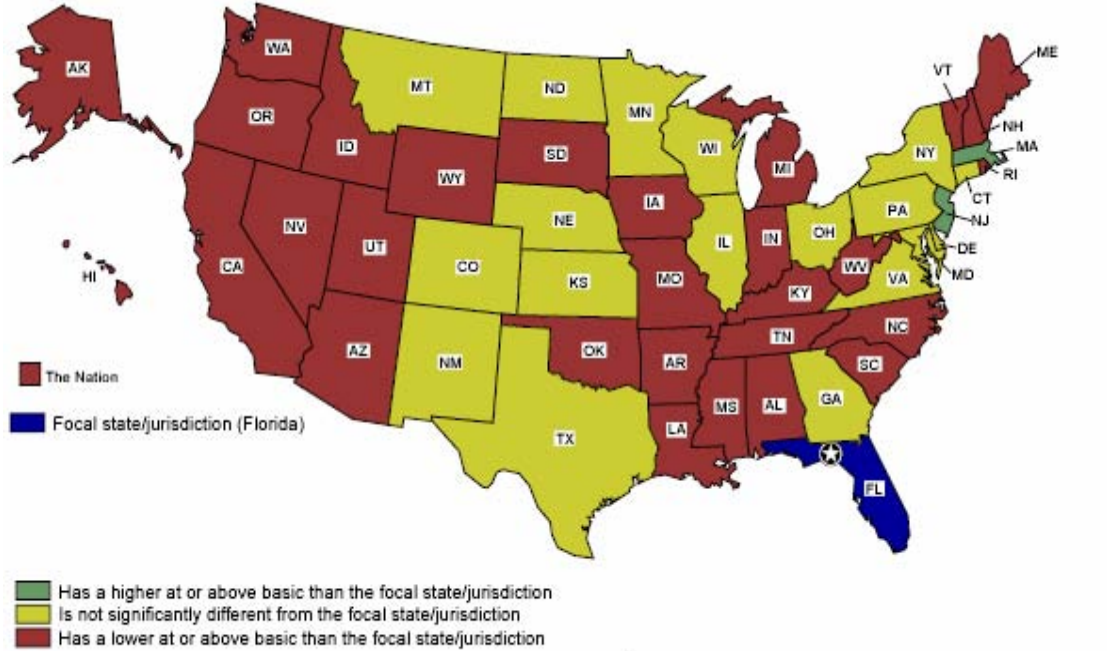 AK
WA
MT
ND
MN
VT
ME
OR
ID
SD
WI
MI
NY
NH
MA
RI
WY
IA
CT
NE
PA
NJ
NV
UT
IL
IN
OH
DE
CA
CO
KS
MO
WV
VA
MD
HI
KY
AZ
NM
OK
AR
TN
NC
SC
The Nation
MS
AL
GA
LA
Focal state/jurisdiction (Florida)
TX
FL
Has a higher at or above basic than the focal state/jurisdiction
Is not significantly different from the focal state/jurisdiction
Has a lower at or above basic than the focal state/jurisdiction